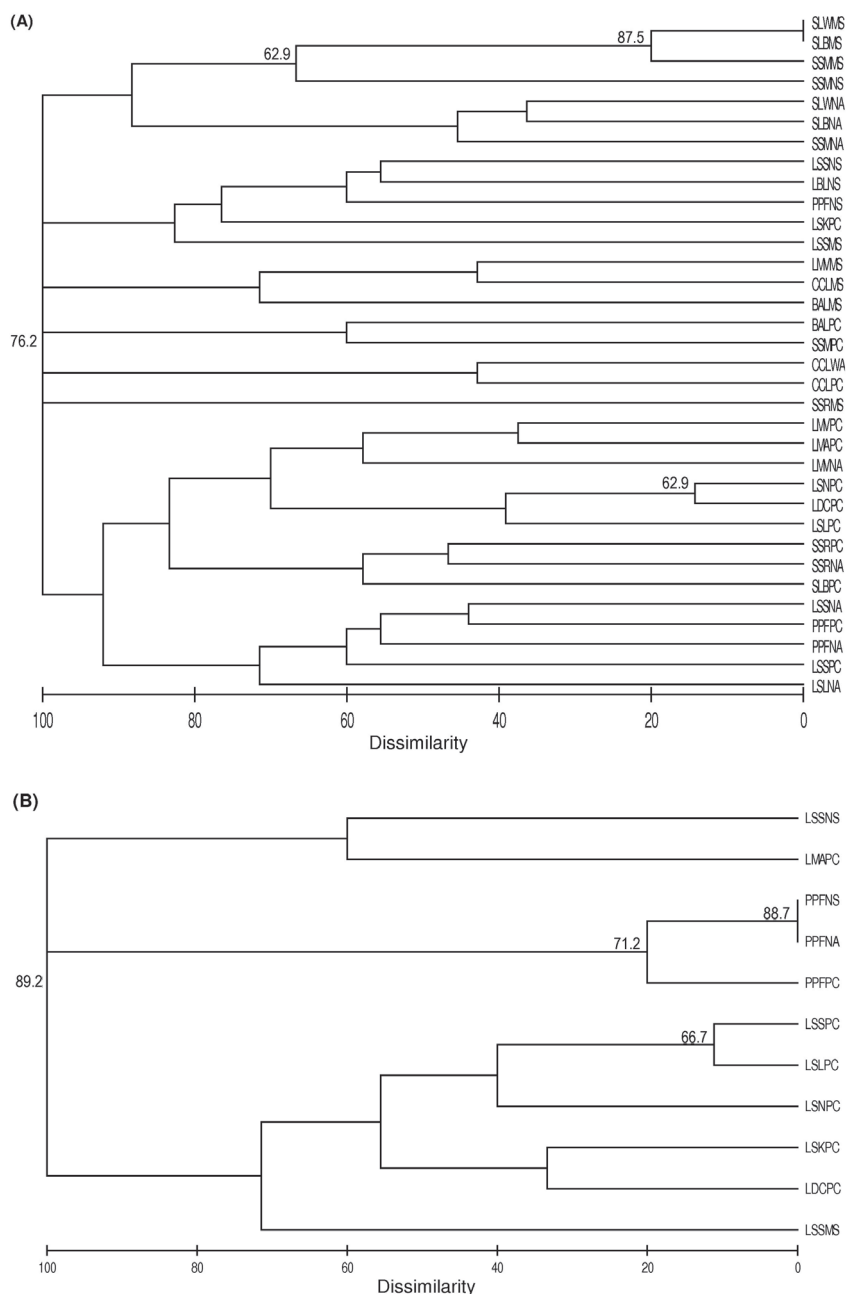 (A)
SLWMS
87.5
SLBMS
62.9
SSMMS
SSMNS
SLWNA
SLBNA
SSMNA
LSSNS
LBLNS
PPFNS
LSKPC
LSSMS
LMVMS
CCLMS
BALMS
BALPC
76.2
SSMPC
CCLWA
CCLPC
SSRMS
LMVPC
LMAPC
LMVNA
62.9
LSNPC
LDCPC
LSLPC
SSRPC
SSRNA
SLBPC
LSSNA
PPFPC
PPFNA
LSSPC
LSLNA
100 80 60 40 20 0
Dissimilarity
(B)
LSSNS
LMAPC
PPFNS
88.7
71.2
PPFNA
89.2
PPFPC
LSSPC
66.7
LSLPC
LSNPC
LSKPC
LDCPC
LSSMS
100 80 60 40 20 0
Dissimilarity